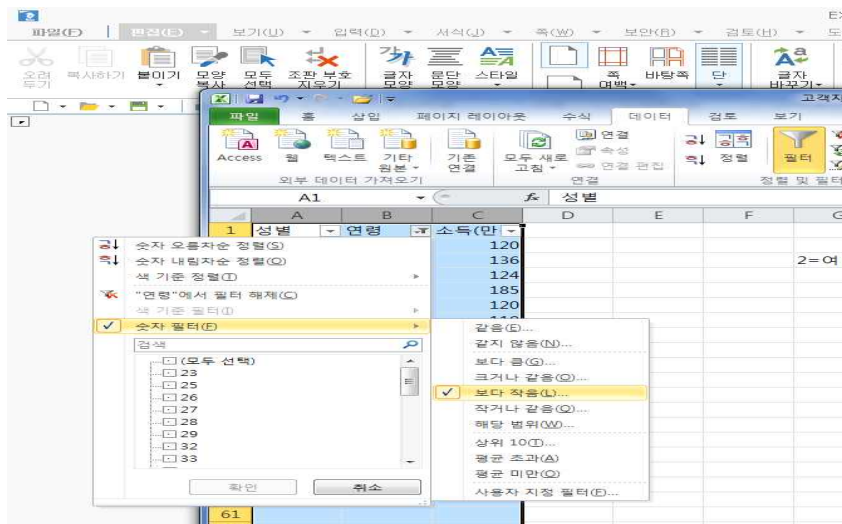 EX
파일(F) 편집(E) 보기(U) 입력(D) 서식(J) 쪽(W) 보안(R) 검토(H) 도
오려 두기 복사하기 붙이기 모양 복사 모두 선택 조판 부호 지우기 글자 모양 문단 모양 스타일 쪽 여백 바탕쪽 단 글자 바꾸기
고객지
파일 홈 삽입 페이지 레이아웃 수식 데이터 검토 보기
Access 웹 텍스트 기타 원본 기존 연결 모두 새로 고침 연결 속성 연결 편집 정렬 필터
외부 데이터 가져오기 연결 정렬 및 필터
A1 fx 성별
A B C D E F G
1 성별 연령 소득(만
120
136 2=여
124
185
120
숫자 오름차순 정렬(S)
숫자 내림차순 정렬(O)
색 기준 정렬(T)
"연령"에서 필터 해제(C)
색 기준 필터(I)
숫자 필터(F)
검색
(모두 선택)
23
25
26
27
28
29
32
33
확인 취소
같음(E)...
같지 않음(N)...
보다 큼(G)...
크거나 같음(O)...
보다 작음(L)...
작거나 같음(Q)...
해당 범위(W)...
상위 10(T)...
평균 초과(A)
평균 미만(O)
사용자 지정 필터(F)...
61